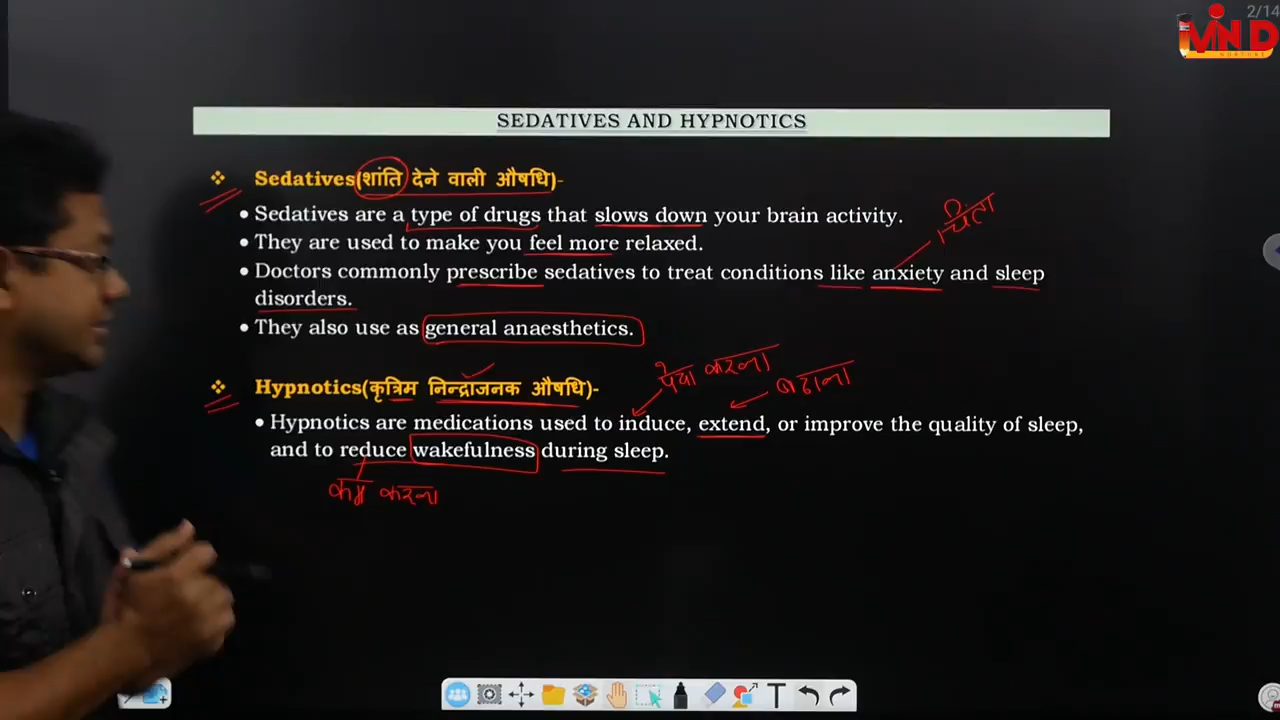 2/14
MIND
NURTURE
SEDATIVES AND HYPNOTICS
❖ Sedatives(शांति देने वाली औषधि)-
• Sedatives are a type of drugs that slows down your brain activity.
चिंता
• They are used to make you feel more relaxed.
• Doctors commonly prescribe sedatives to treat conditions like anxiety and sleep
disorders.
• They also use as general anaesthetics.
पैदा करना
❖ Hypnotics(कृत्रिम निन्द्राजनक औषधि)-
बढाना
• Hypnotics are medications used to induce, extend, or improve the quality of sleep,
and to reduce wakefulness during sleep.
कम करना
T